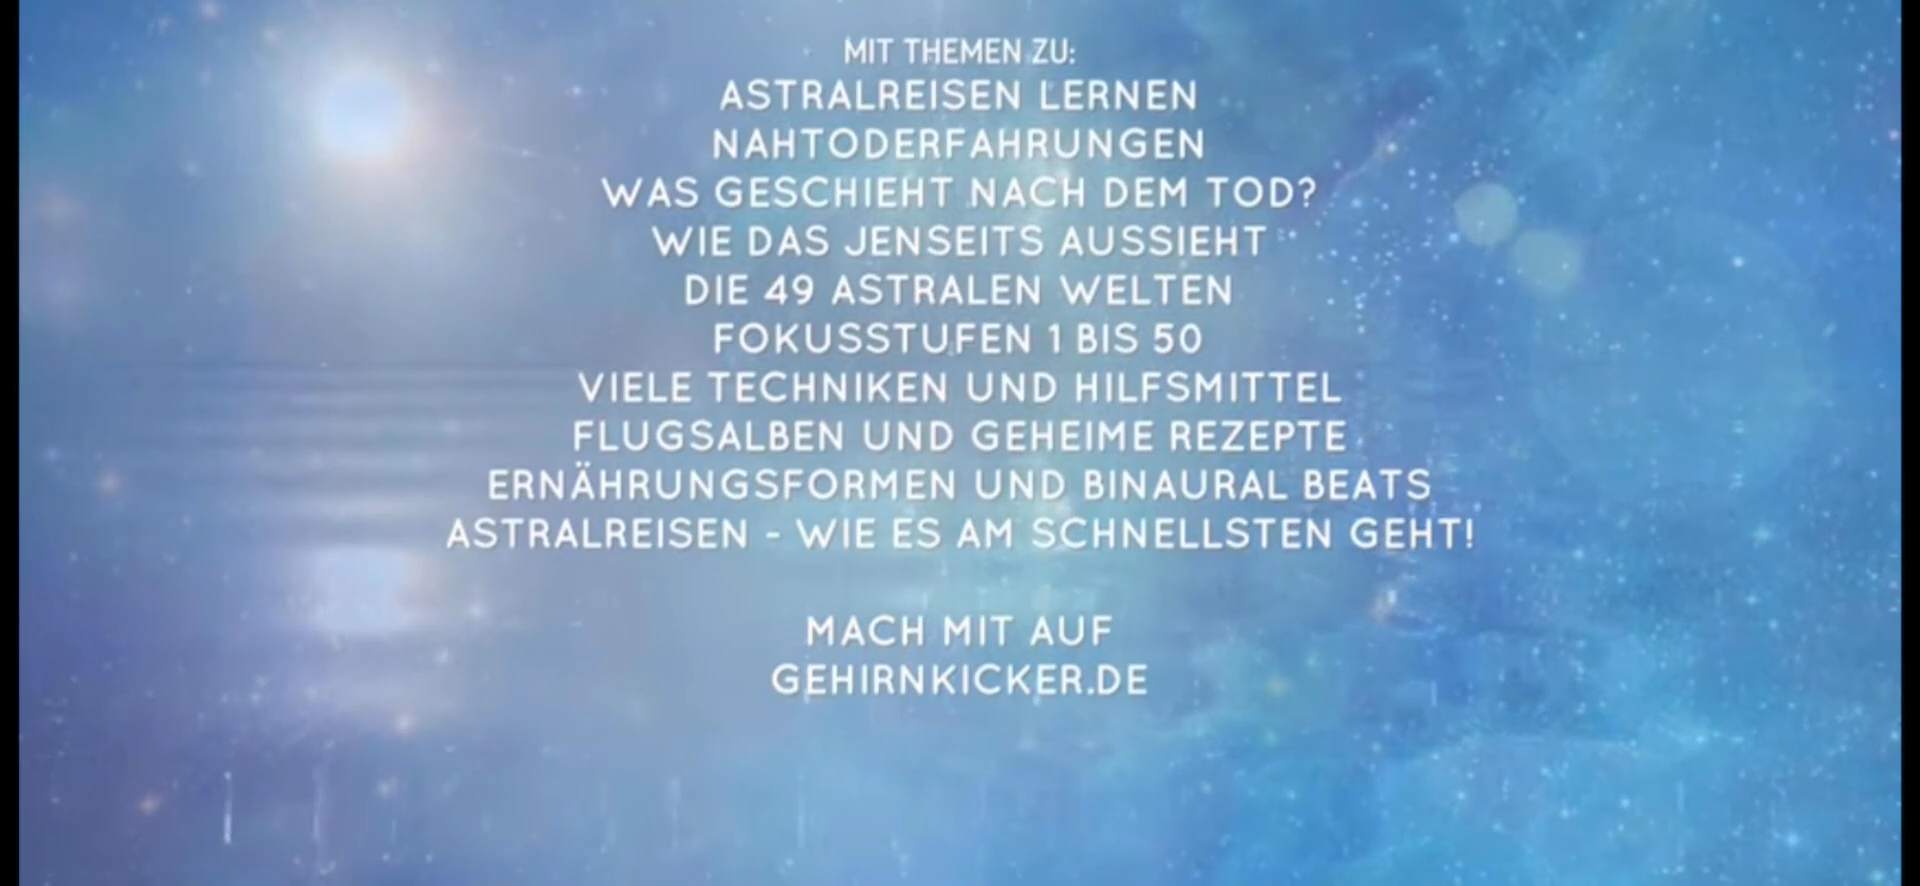 MIT THEMEN ZU:
ASTRALREISEN LERNEN
NAHTODERFAHRUNGEN
WAS GESCHIEHT NACH DEM TOD?
WIE DAS JENSEITS AUSSIEHT
DIE 49 ASTRALEN WELTEN
FOKUSSTUFEN 1 BIS 50
VIELE TECHNIKEN UND HILFSMITTEL
FLUGSALBEN UND GEHEIME REZEPTE
ERNÄHRUNGSFORMEN UND BINAURAL BEATS
ASTRALREISEN - WIE ES AM SCHNELLSTEN GEHT!
MACH MIT AUF
GEHIRNKICKER.DE